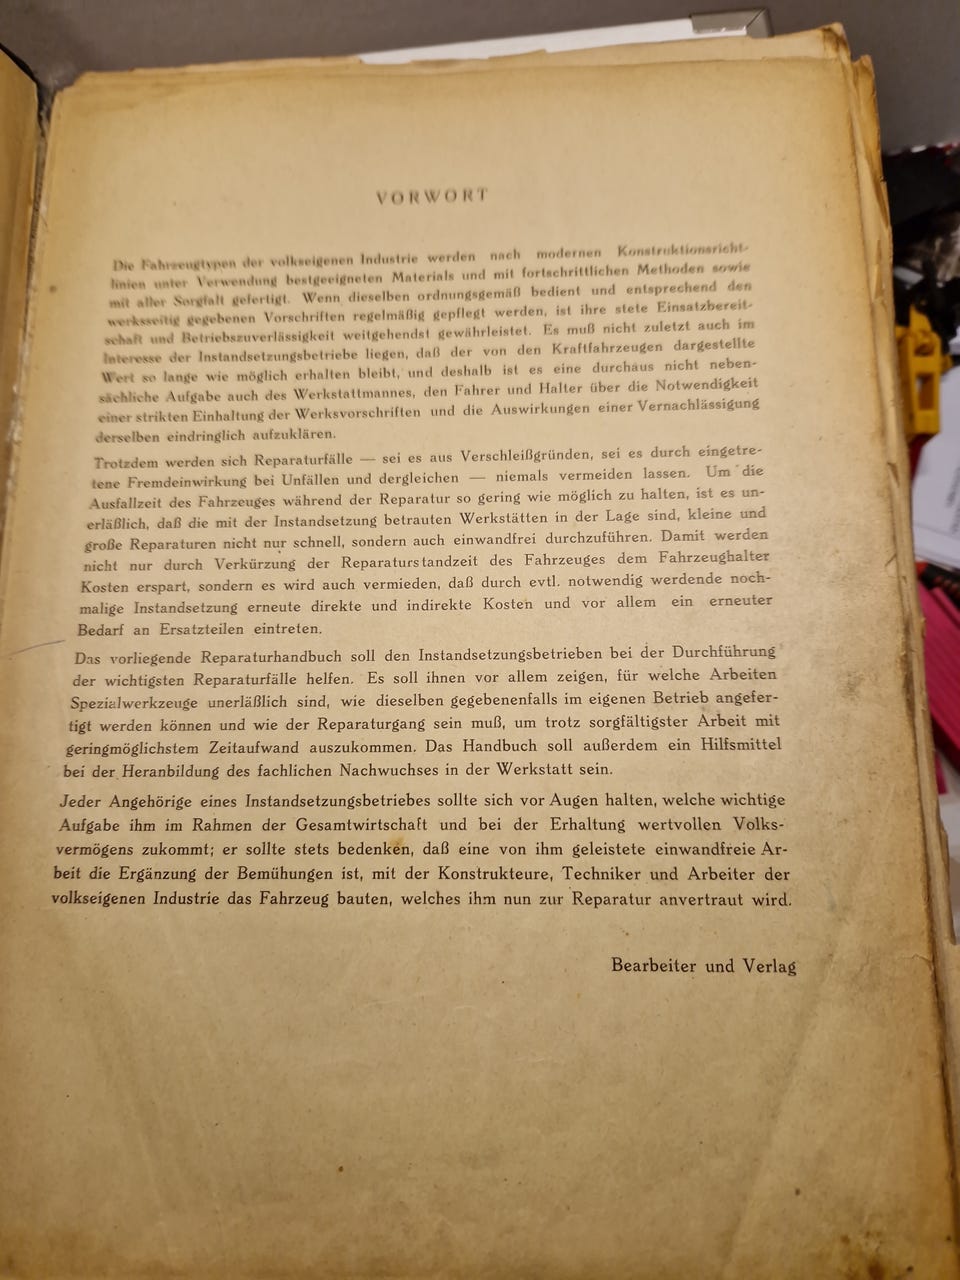 VORWORT
Die Fahrzeugtypen der volkseigenen Industrie werden nach modernen Konstruktionsricht-
linien unter Verwendung bestgeeigneten Materials und mit fortschrittlichen Methoden sowie
mit aller Sorgfalt gefertigt. Wenn dieselben ordnungsgemäß bedient und entsprechend den
werksseitig gegebenen Vorschriften regelmäßig gepflegt werden, ist ihre stete Einsatzbereit-
schaft und Betriebszuverlässigkeit weitgehendst gewährleistet. Es muß nicht zuletzt auch im
Interesse der Instandsetzungsbetriebe liegen, daß der von den Kraftfahrzeugen dargestellte
Wert so lange wie möglich erhalten bleibt, und deshalb ist es eine durchaus nicht neben-
sächliche Aufgabe auch des Werkstattmannes, den Fahrer und Halter über die Notwendigkeit
einer strikten Einhaltung der Werksvorschriften und die Auswirkungen einer Vernachlässigung
derselben eindringlich aufzuklären.
Trotzdem werden sich Reparaturfälle — sei es aus Verschleißgründen, sei es durch eingetre-
tene Fremdeinwirkung bei Unfällen und dergleichen — niemals vermeiden lassen. Um die
Ausfallzeit des Fahrzeuges während der Reparatur so gering wie möglich zu halten, ist es un-
erläßlich, daß die mit der Instandsetzung betrauten Werkstätten in der Lage sind, kleine und
große Reparaturen nicht nur schnell, sondern auch einwandfrei durchzuführen. Damit werden
nicht nur durch Verkürzung der Reparaturstandzeit des Fahrzeuges dem Fahrzeughalter
Kosten erspart, sondern es wird auch vermieden, daß durch evtl. notwendig werdende noch-
malige Instandsetzung erneute direkte und indirekte Kosten und vor allem ein erneuter
Bedarf an Ersatzteilen eintreten.
Das vorliegende Reparaturhandbuch soll den Instandsetzungsbetrieben bei der Durchführung
der wichtigsten Reparaturfälle helfen. Es soll ihnen vor allem zeigen, für welche Arbeiten
Spezialwerkzeuge unerläßlich sind, wie dieselben gegebenenfalls im eigenen Betrieb angefer-
tigt werden können und wie der Reparaturgang sein muß, um trotz sorgfältigster Arbeit mit
geringmöglichstem Zeitaufwand auszukommen. Das Handbuch soll außerdem ein Hilfsmittel
bei der Heranbildung des fachlichen Nachwuchses in der Werkstatt sein.
Jeder Angehörige eines Instandsetzungsbetriebes sollte sich vor Augen halten, welche wichtige
Aufgabe ihm im Rahmen der Gesamtwirtschaft und bei der Erhaltung wertvollen Volks-
vermögens zukommt; er sollte stets bedenken, daß eine von ihm geleistete einwandfreie Ar-
beit die Ergänzung der Bemühungen ist, mit der Konstrukteure, Techniker und Arbeiter der
volkseigenen Industrie das Fahrzeug bauten, welches ihm nun zur Reparatur anvertraut wird.
Bearbeiter und Verlag